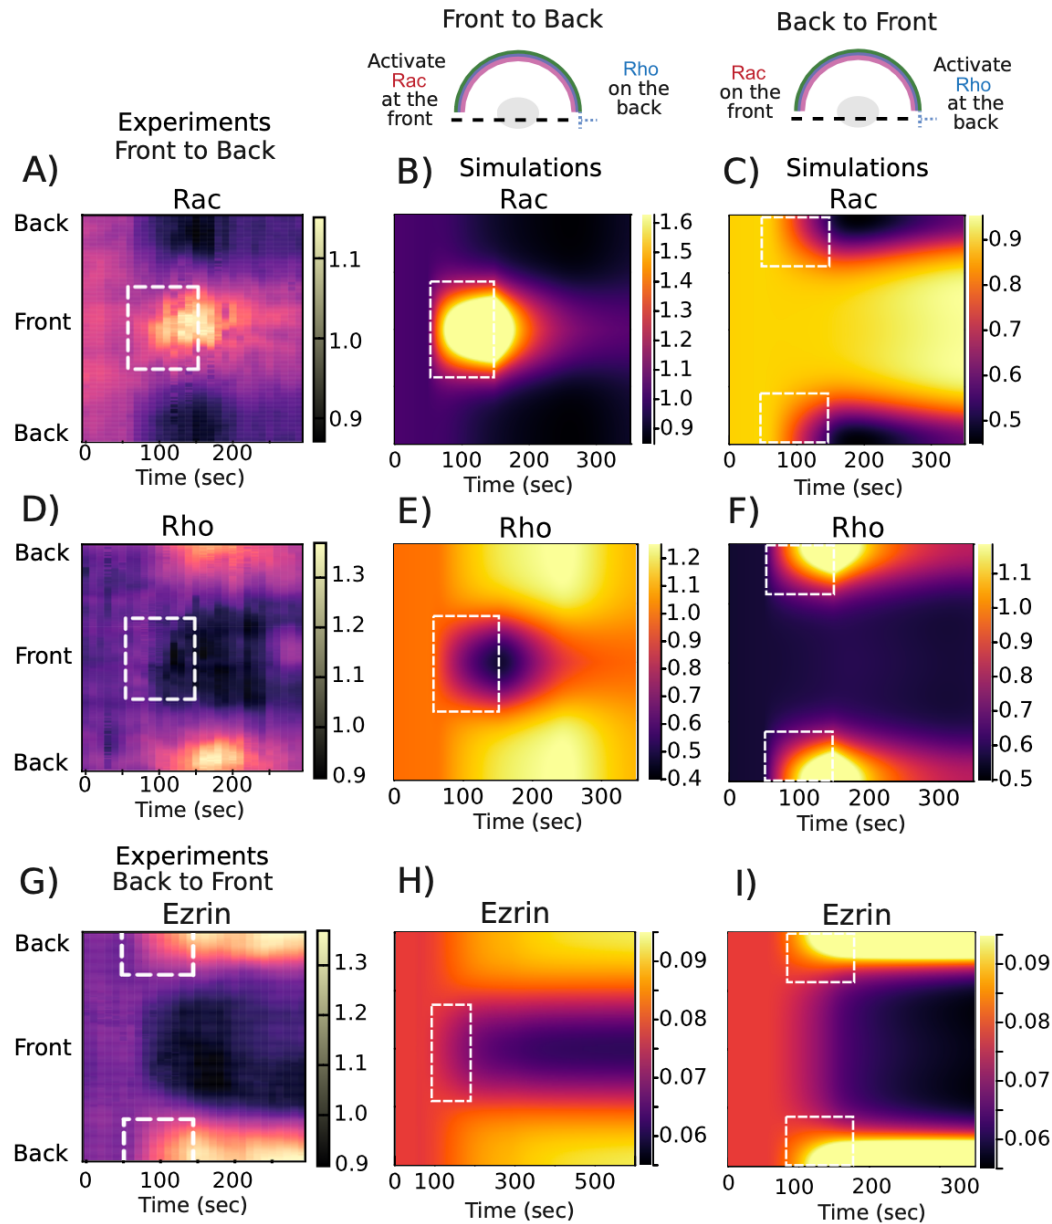 Front to Back
Back to Front
Activate
Rac
at the
front
Rho
on the
back
Rac
on the
front
Activate
Rho
at the
back
Experiments
Front to Back
A)
Rac
Back
Front
Back
1.1
1.0
0.9
0
100
200
Time (sec)
B)
Simulations
Rac
1.6
1.5
1.4
1.3
1.2
1.1
1.0
0.9
0
100
200
300
Time (sec)
C)
Simulations
Rac
0.9
0.8
0.7
0.6
0.5
0
100
200
300
Time (sec)
D)
Rho
Back
Front
Back
1.3
1.2
1.1
1.0
0.9
0
100
200
Time (sec)
E)
Rho
1.2
1.1
1.0
0.9
0.8
0.7
0.6
0.5
0.4
0
100
200
300
Time (sec)
F)
Rho
1.1
1.0
0.9
0.8
0.7
0.6
0.5
0
100
200
300
Time (sec)
Experiments
Back to Front
G)
Ezrin
Back
Front
Back
1.3
1.2
1.1
1.0
0.9
0
100
200
Time (sec)
H)
Ezrin
0.09
0.08
0.07
0.06
0
100
300
500
Time (sec)
I)
Ezrin
0.09
0.08
0.07
0.06
0
100
200
300
Time (sec)